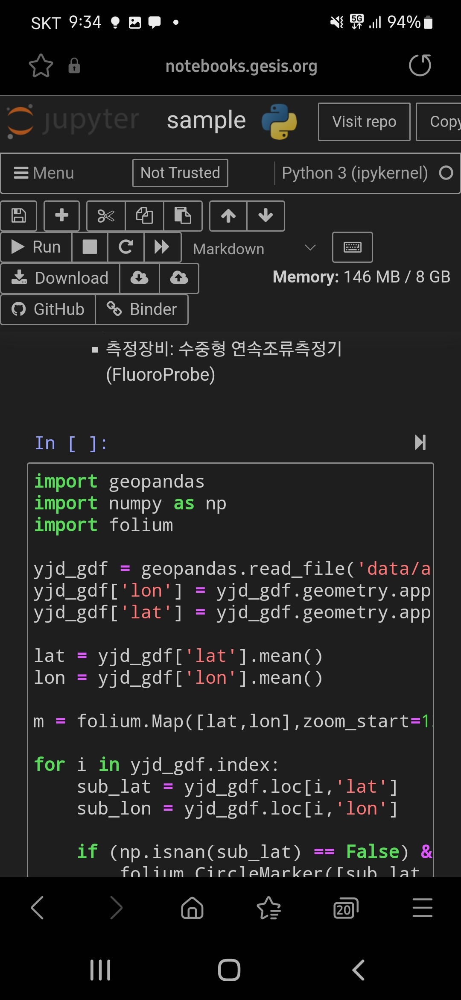 SKT 9:34 5G 94%
notebooks.gesis.org
jupyter sample Visit repo Copy
Menu Not Trusted Python 3 (ipykernel)
Run Markdown
Download Memory: 146 MB / 8 GB
GitHub Binder
측정장비: 수중형 연속조류측정기
(FluoroProbe)
In [ ]:
import geopandas
import numpy as np
import folium
yjd_gdf = geopandas.read_file('data/a
yjd_gdf['lon'] = yjd_gdf.geometry.app
yjd_gdf['lat'] = yjd_gdf.geometry.app
lat = yjd_gdf['lat'].mean()
lon = yjd_gdf['lon'].mean()
m = folium.Map([lat,lon],zoom_start=1
for i in yjd_gdf.index:
    sub_lat = yjd_gdf.loc[i,'lat']
    sub_lon = yjd_gdf.loc[i,'lon']
    if (np.isnan(sub_lat) == False) &
        folium.CircleMarker([sub_lat
20